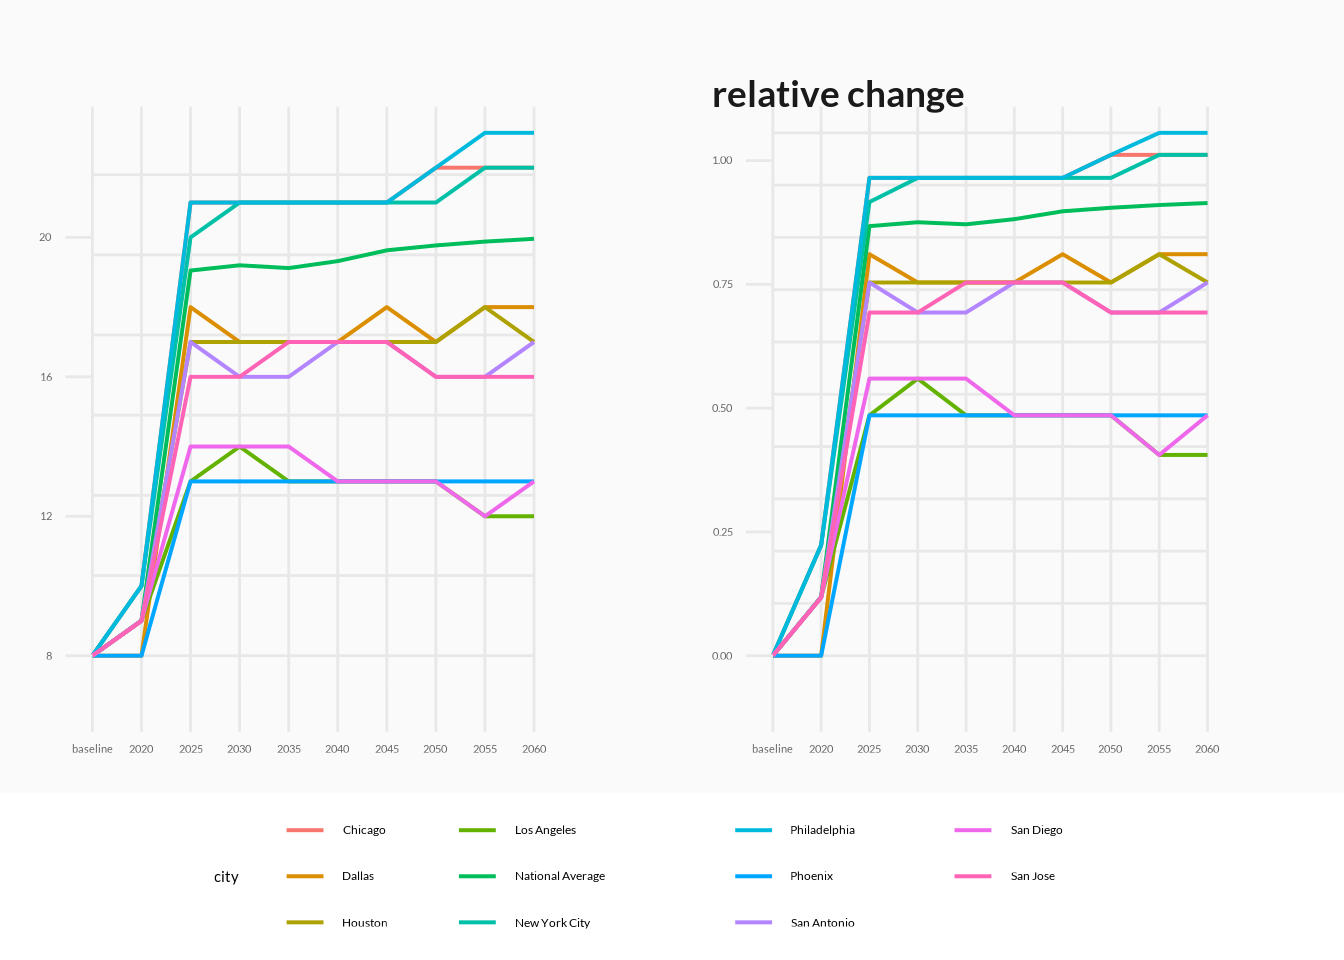 relative change
20
16
12
8
baseline 2020 2025 2030 2035 2040 2045 2050 2055 2060
1.00
0.75
0.50
0.25
0.00
baseline 2020 2025 2030 2035 2040 2045 2050 2055 2060
city
Chicago
Dallas
Houston
Los Angeles
National Average
New York City
Philadelphia
Phoenix
San Antonio
San Diego
San Jose